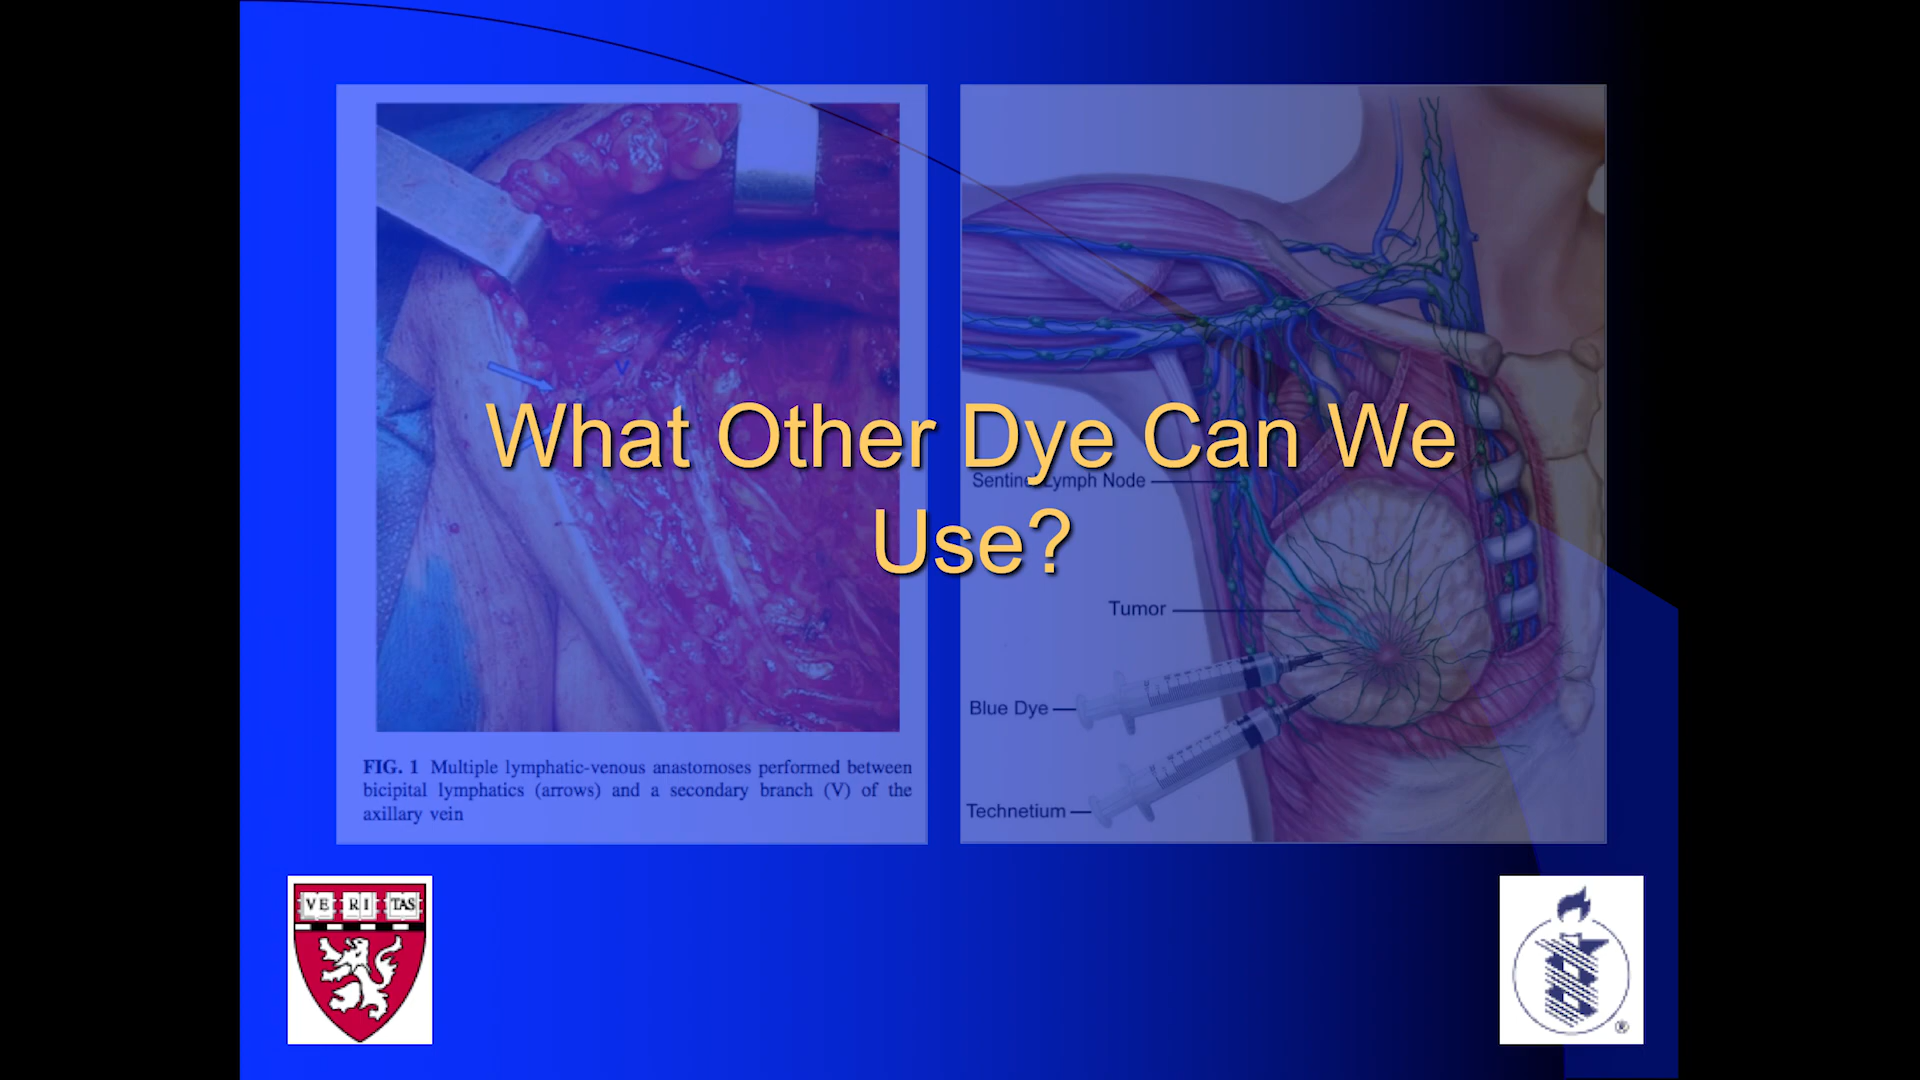 What Other Dye Can We
Use?
V
FIG. 1 Multiple lymphatic-venous anastomoses performed between
bicipital lymphatics (arrows) and a secondary branch (V) of the
axillary vein
Sentinel Lymph Node
Tumor
Blue Dye
Technetium
VE RI TAS
®